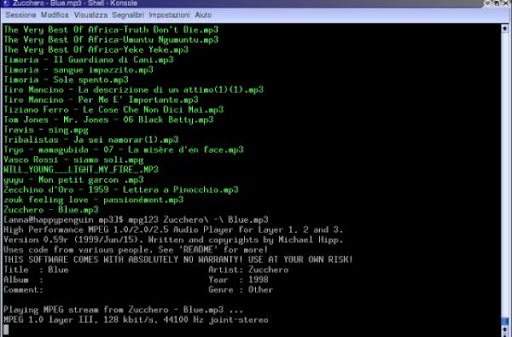 Zucchero - Blue.mp3 - Shell - Konsole
Sessione Modifica Visualizza Segnalibri Impostazioni Aiuto
The Very Best Of Africa-Truth Don't Die.mp3
The Very Best Of Africa-Umuntu Ngumuntu.mp3
The Very Best Of Africa-Yeke Yeke.mp3
Timoria - Il Guardiano di Cani.mp3
Timoria - sangue impazzito.mp3
Timoria - Sole spento.mp3
Tiro Mancino - La descrizione di un attimo(1)(1).mp3
Tiro Mancino - Per Me E' Importante.mp3
Tiziano Ferro - Le Cose Che Non Dici Mai.mp3
Tom Jones - Mr. Jones - 06 Black Betty.mp3
Travis - sing.mpg
Tribalistas - Ja sei namorar(1).mp3
Tryo - mamagubida - 07 - La misère d'en face.mp3
Vasco Rossi - siamo soli.mpg
WILL_YOUNG___LIGHT_MY_FIRE_.MP3
yuyu - Mon petit garcon .mp3
Zecchino d'Oro - 1959 - Lettera a Pinocchio.mp3
zouk feeling love - passionément.mp3
Zucchero - Blue.mp3
[anna@happypenguin mp3]$ mpg123 Zucchero\ -\ Blue.mp3
High Performance MPEG 1.0/2.0/2.5 Audio Player for Layer 1, 2 and 3.
Version 0.59r (1999/Jun/15). Written and copyrights by Michael Hipp.
Uses code from various people. See 'README' for more!
THIS SOFTWARE COMES WITH ABSOLUTELY NO WARRANTY! USE AT YOUR OWN RISK!
Title : Blue Artist: Zucchero
Album : Year : 1998
Comment: Genre : Other
Playing MPEG stream from Zucchero - Blue.mp3 ...
MPEG 1.0 layer III, 128 kbit/s, 44100 Hz joint-stereo